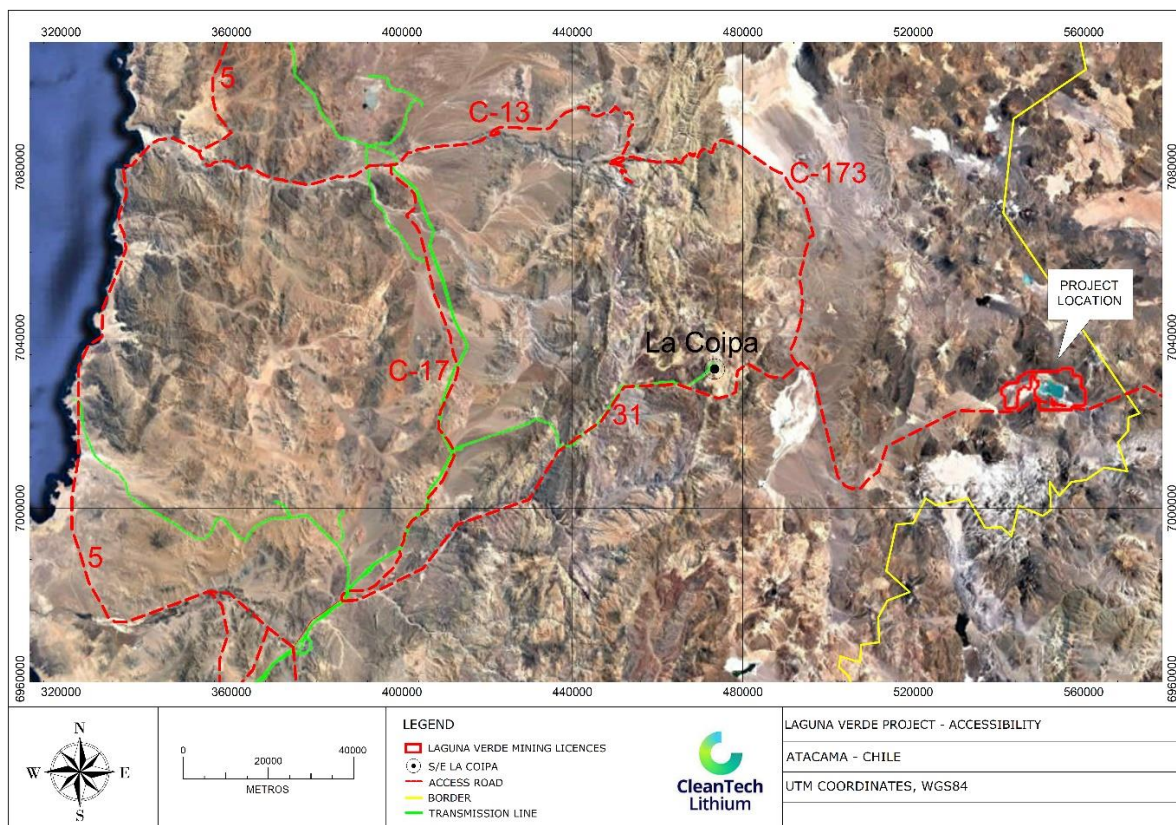 320000 360000 400000 440000 480000 520000 560000
5
C-13
7080000
7080000
C-173
PROJECT
LOCATION
7040000
7040000
La Coipa
C-17
31
7000000
7000000
5
6960000
6960000
320000 360000 400000 440000 480000 520000 560000
N
W E
S
0 40000
20000
METROS
LEGEND
LAGUNA VERDE MINING LICENCES
S/E LA COIPA
ACCESS ROAD
BORDER
TRANSMISSION LINE
CleanTech
Lithium
LAGUNA VERDE PROJECT - ACCESSIBILITY
ATACAMA - CHILE
UTM COORDINATES, WGS84